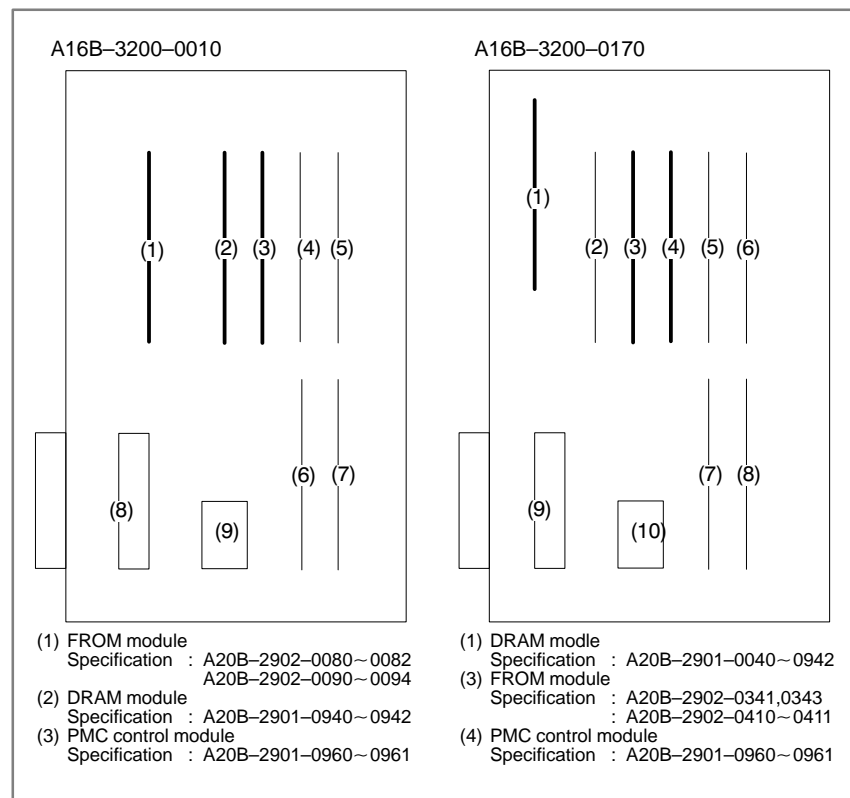 A16B–3200–0010
(1)
(2)
(3)
(4)
(5)
(6)
(7)
(8)
(9)
(1) FROM module
Specification : A20B–2902–0080~0082
A20B–2902–0090~0094
(2) DRAM module
Specification : A20B–2901–0940~0942
(3) PMC control module
Specification : A20B–2901–0960~0961
A16B–3200–0170
(1)
(2)
(3)
(4)
(5)
(6)
(7)
(8)
(9)
(10)
(1) DRAM modle
Specification : A20B–2901–0040~0942
(3) FROM module
Specification : A20B–2902–0341,0343
: A20B–2902–0410~0411
(4) PMC control module
Specification : A20B–2901–0960~0961